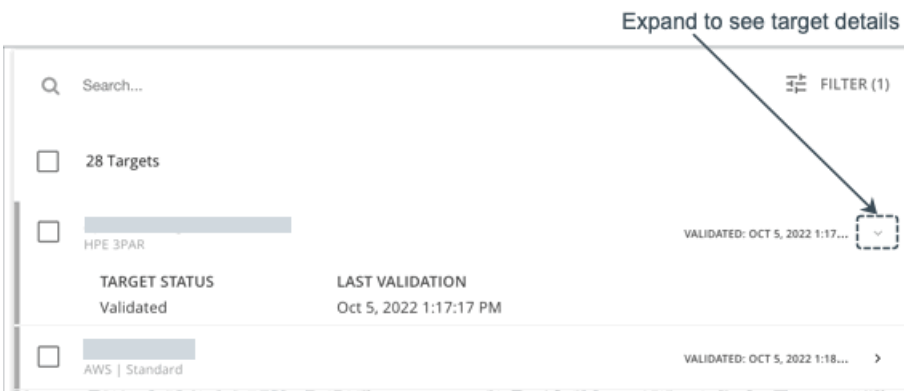 Expand to see target details
Search...
FILTER (1)
28 Targets
HPE 3PAR
VALIDATED: OCT 5, 2022 1:17...
TARGET STATUS
LAST VALIDATION
Validated
Oct 5, 2022 1:17:17 PM
AWS | Standard
VALIDATED: OCT 5, 2022 1:18...